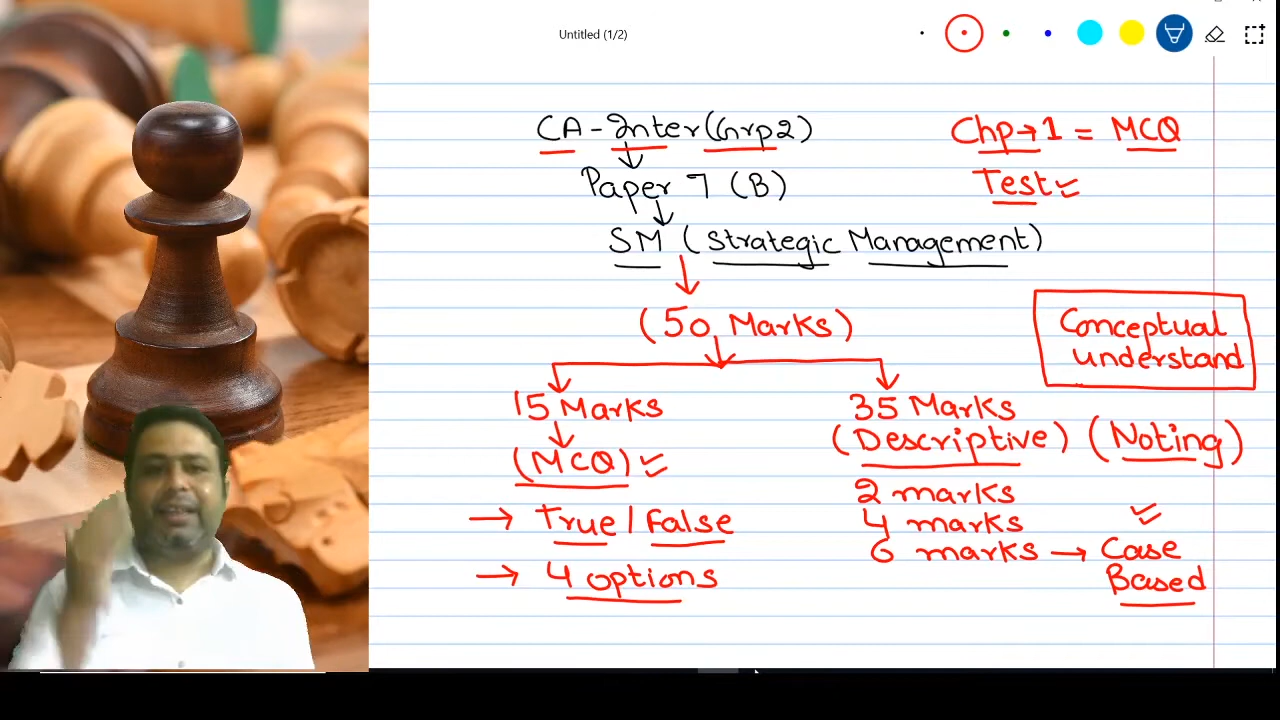 Untitled (1/2)
CA-Inter (Grp2)
Paper 7 (B)
SM (Strategic Management)
(50 Marks)
15 Marks
(MCQ)
→ True / False
→ 4 options
35 Marks
(Descriptive) (Noting)
2 marks
4 marks
6 marks → Case
Based
Chp→1 = MCQ
Test
Conceptual
understand